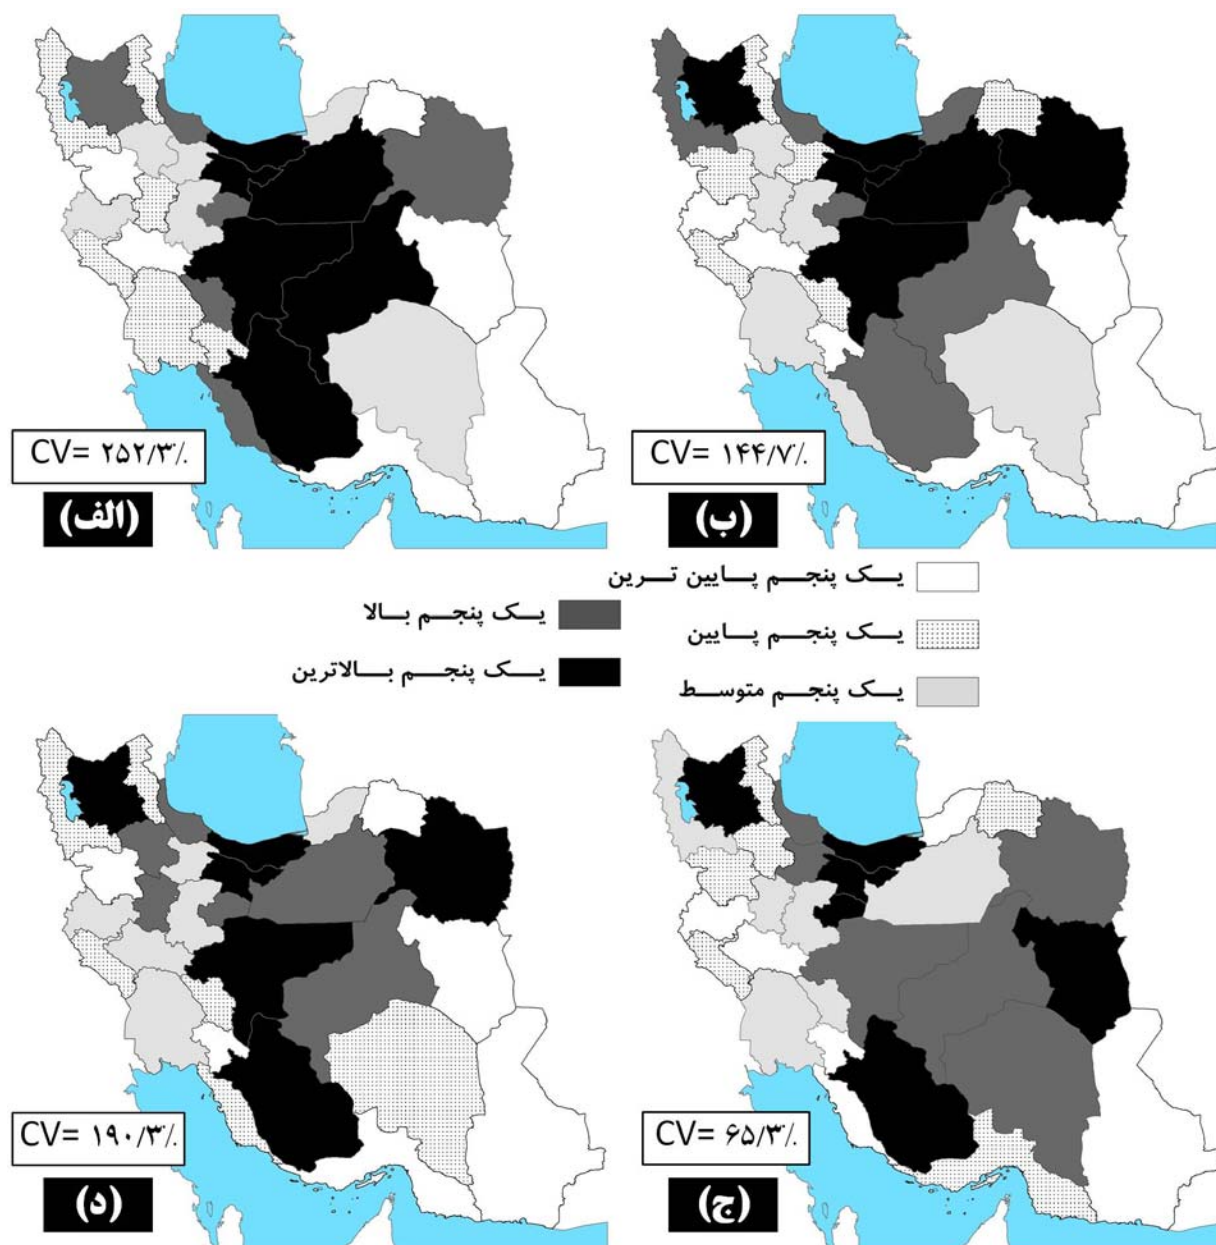 CV= ۲۵۲/۳٪
(الف)
CV= ۱۴۴/۷٪
(ب)
یک پنجم پایین ترین
یک پنجم پایین
یک پنجم متوسط
یک پنجم بالا
یک پنجم بالاترین
CV= ۱۹۰/۳٪
(د)
CV= ۶۵/۳٪
(ج)